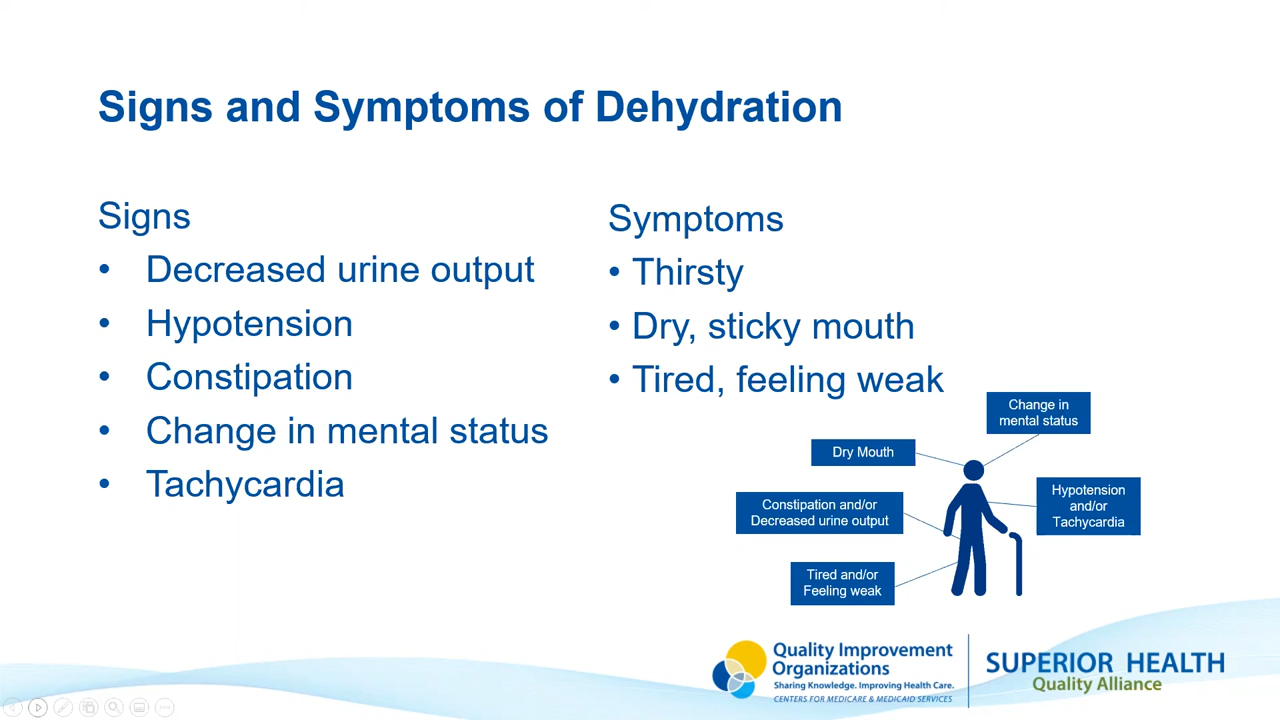 Signs and Symptoms of Dehydration
Signs
• Decreased urine output
• Hypotension
• Constipation
• Change in mental status
• Tachycardia
Symptoms
• Thirsty
• Dry, sticky mouth
• Tired, feeling weak
Change in
mental status
Dry Mouth
Hypotension
and/or
Tachycardia
Constipation and/or
Decreased urine output
Tired and/or
Feeling weak
Quality Improvement
Organizations
Sharing Knowledge. Improving Health Care.
CENTERS FOR MEDICARE & MEDICAID SERVICES
SUPERIOR HEALTH
Quality Alliance